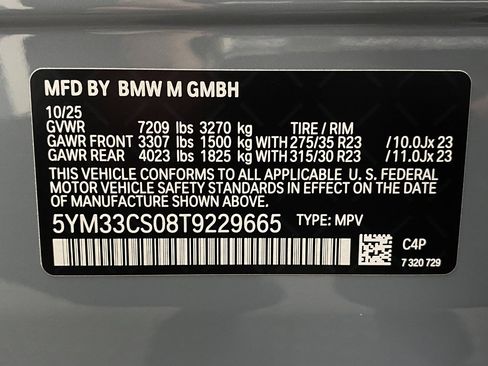 MFD BY BMW M GMBH
10/25
GVWR 7209 lbs 3270 kg TIRE / RIM
GAWR FRONT 3307 lbs 1500 kg WITH 275/35 R23 / 10.0Jx 23
GAWR REAR 4023 lbs 1825 kg WITH 315/30 R23 / 11.0Jx 23
THIS VEHICLE CONFORMS TO ALL APPLICABLE U. S. FEDERAL
MOTOR VEHICLE SAFETY STANDARDS IN EFFECT ON THE DATE OF
MANUFACTURE SHOWN ABOVE.
5YM33CS08T9229665 TYPE: MPV
C4P
7 320 729